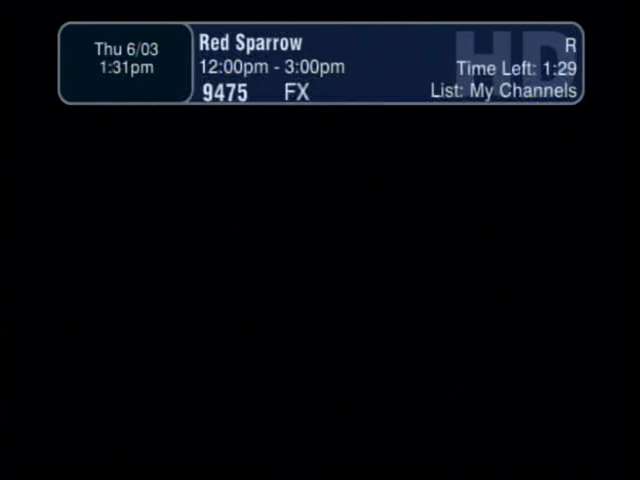 Thu 6/03
1:31pm
Red Sparrow
R
12:00pm - 3:00pm
Time Left: 1:29
9475 FX
List: My Channels
HD